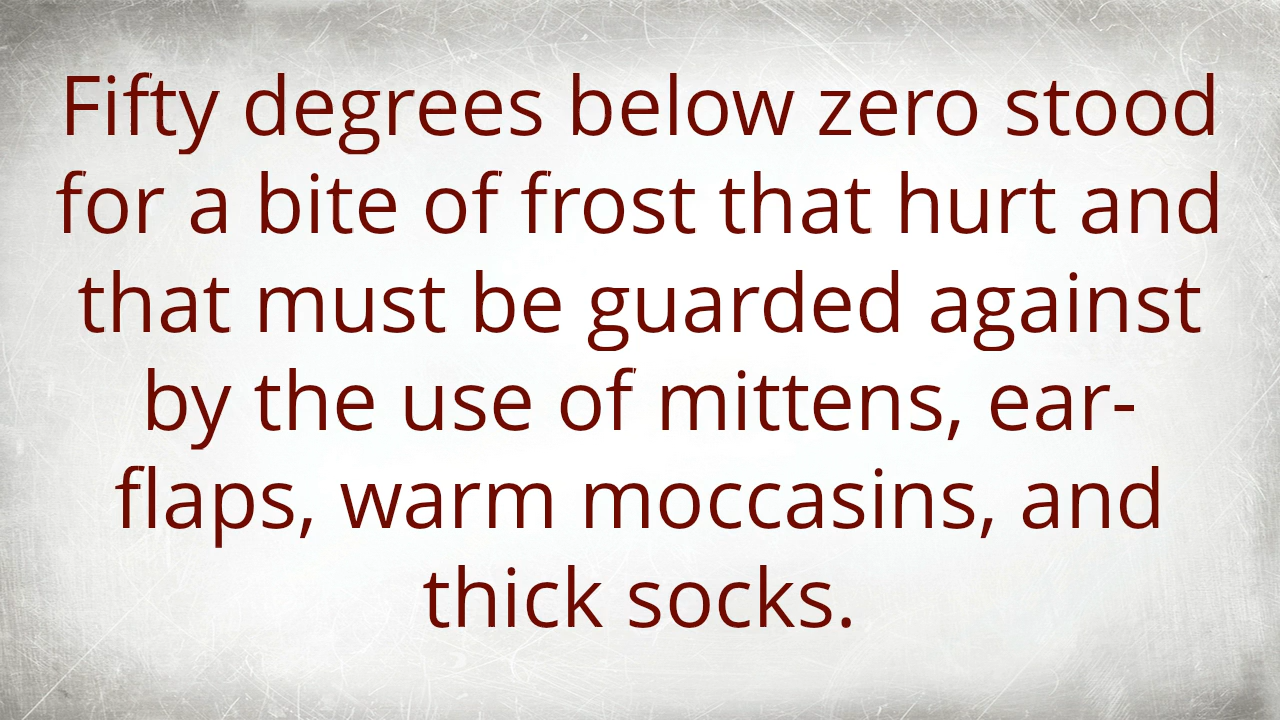 Fifty degrees below zero stood
for a bite of frost that hurt and
that must be guarded against
by the use of mittens, ear-
flaps, warm moccasins, and
thick socks.